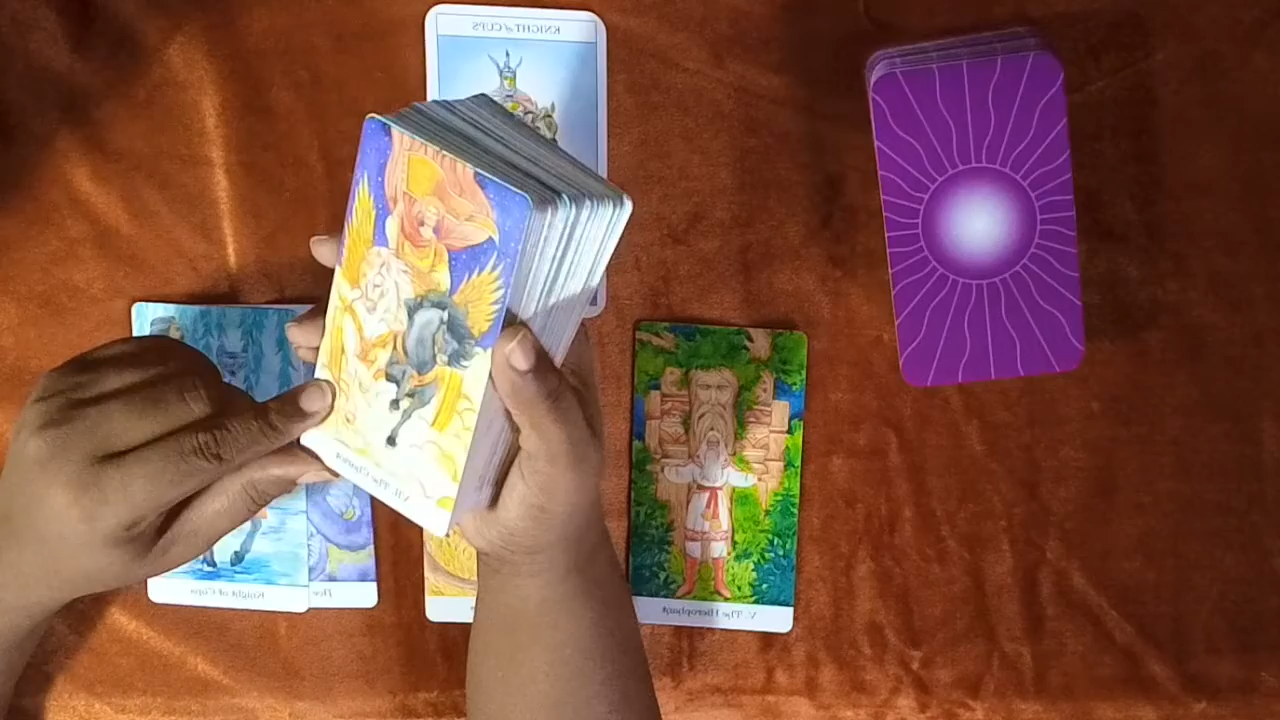 KNIGHT of CUPS
VII. The Chariot
Knight of Cups
V. The Hierophant